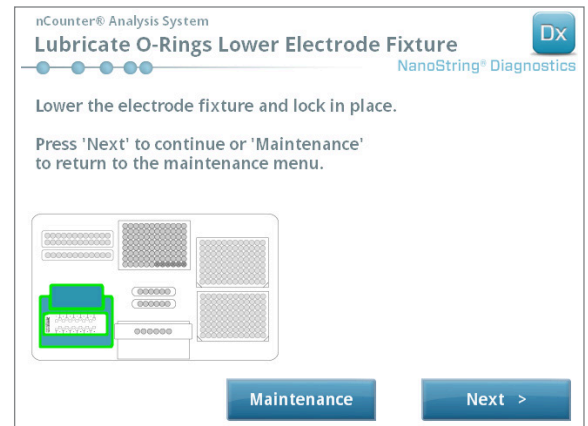 nCounter® Analysis System
Lubricate O-Rings Lower Electrode Fixture
Dx
NanoString® Diagnostics
Lower the electrode fixture and lock in place.
Press 'Next' to continue or 'Maintenance'
to return to the maintenance menu.
Maintenance
Next >